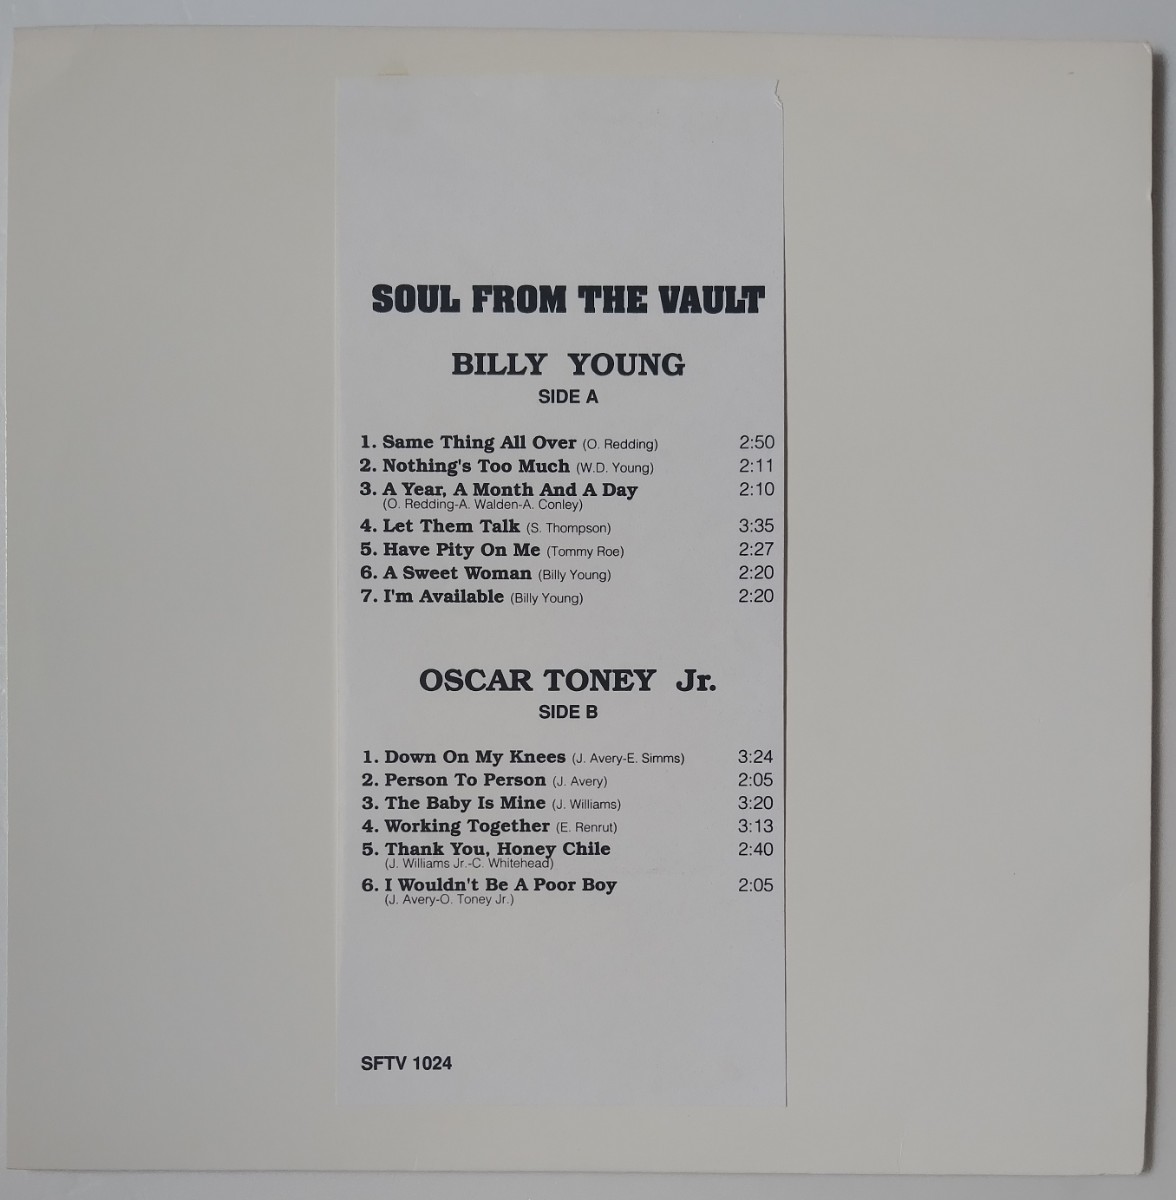 SOUL FROM THE VAULT
BILLY YOUNG
SIDE A
1. Same Thing All Over (O. Redding) 2:50
2. Nothing's Too Much (W.D. Young) 2:11
3. A Year, A Month And A Day 2:10
(O. Redding-A. Walden-A. Conley)
4. Let Them Talk (S. Thompson) 3:35
5. Have Pity On Me (Tommy Roe) 2:27
6. A Sweet Woman (Billy Young) 2:20
7. I'm Available (Billy Young) 2:20
OSCAR TONEY Jr.
SIDE B
1. Down On My Knees (J. Avery-E. Simms) 3:24
2. Person To Person (J. Avery) 2:05
3. The Baby Is Mine (J. Williams) 3:20
4. Working Together (E. Renrut) 3:13
5. Thank You, Honey Chile 2:40
(J. Williams Jr.-C. Whitehead)
6. I Wouldn't Be A Poor Boy 2:05
(J. Avery-O. Toney Jr.)
SFTV 1024